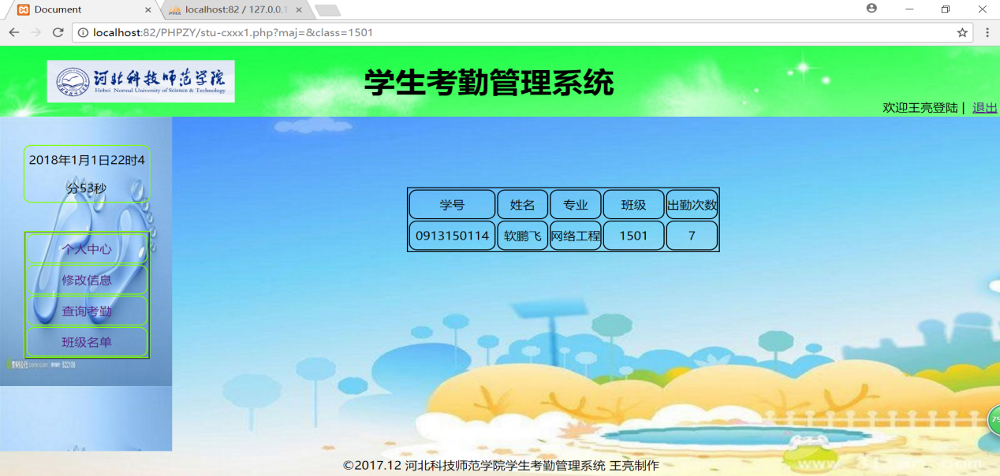 Document
localhost:82 / 127.0.0.1
localhost:82/PHPZY/stu-cxxx1.php?maj=&class=1501
河北科技师范学院
Hebei Normal University of Science & Technology
学生考勤管理系统
欢迎王亮登陆 | 退出
2018年1月1日22时4
分53秒
个人中心
修改信息
查询考勤
班级名单
学号 姓名 专业 班级 出勤次数
0913150114 软鹏飞 网络工程 1501 7
©2017.12 河北科技师范学院学生考勤管理系统 王亮制作